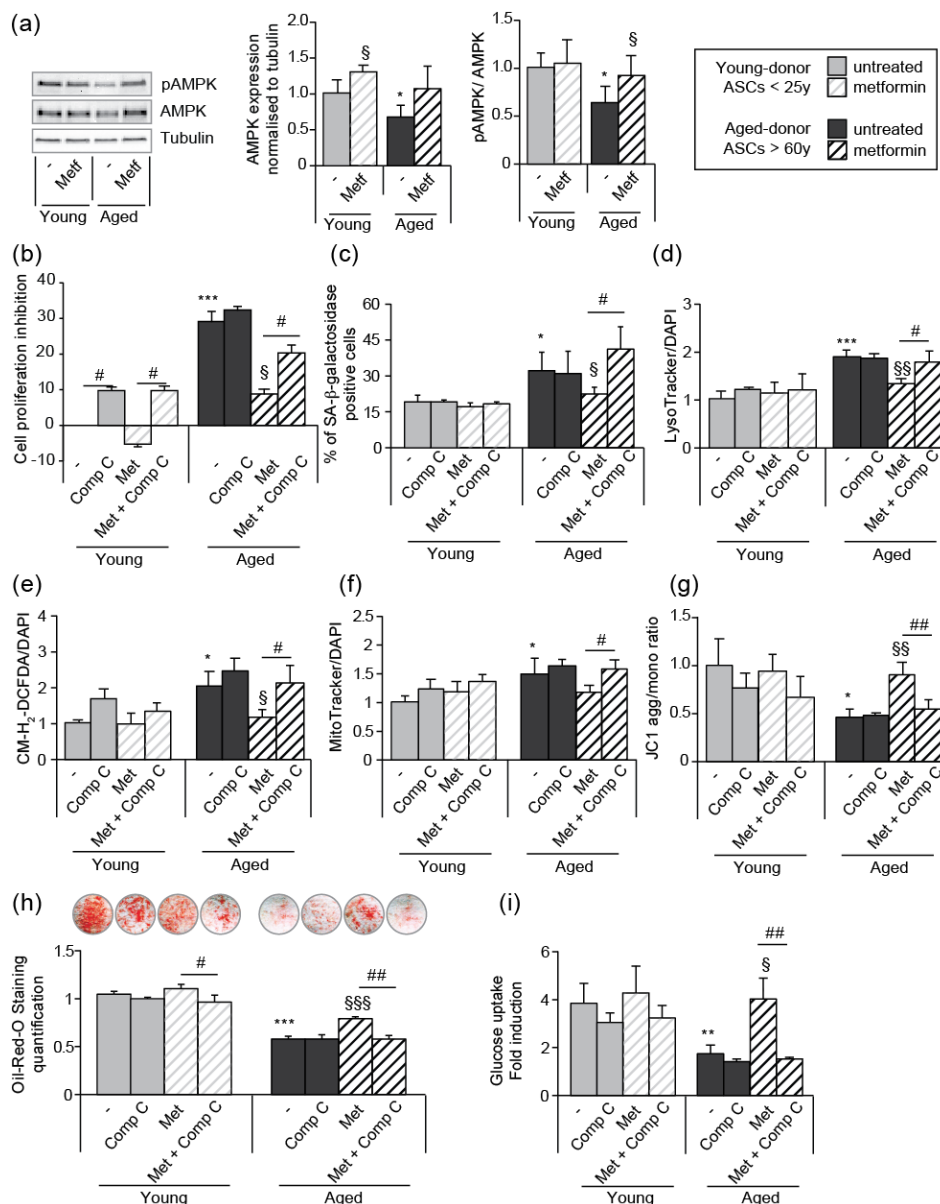 (a)
pAMPK
AMPK
Tubulin
- Metf - Metf
Young Aged
AMPK expression
normalised to tubulin
1.5
1.0
0.5
0
- Metf - Metf
Young Aged
§
*
pAMPK/ AMPK
1.5
1.0
0.5
0
- Metf - Metf
Young Aged
*
§
Young-donor
ASCs < 25y
untreated
metformin
Aged-donor
ASCs > 60y
untreated
metformin
(b)
Cell proliferation inhibition
40
30
20
10
0
-10
# #
*** § #
- Comp C Met Met + Comp C
Young
Aged
(c)
% of SA-β-galactosidase
positive cells
60
45
30
15
0
* § #
- Comp C Met Met + Comp C - Comp C Met Met + Comp C
Young Aged
(d)
LysoTracker/DAPI
3
2
1
0
*** §§ #
- Comp C Met Met + Comp C - Comp C Met Met + Comp C
Young Aged
(e)
CM-H2-DCFDA/DAPI
4
3
2
1
0
* § #
- Comp C Met Met + Comp C - Comp C Met Met + Comp C
Young Aged
(f)
MitoTracker/DAPI
2.5
2
1.5
1
0.5
0
* #
- Comp C Met Met + Comp C - Comp C Met Met + Comp C
Young Aged
(g)
JC1 agg/mono ratio
1.5
1.0
0.5
0
* §§ ##
- Comp C Met Met + Comp C - Comp C Met Met + Comp C
Young Aged
(h)
Oil-Red-O Staining
quantification
1.5
1
0.5
0
# *** §§§ ##
- Comp C Met Met + Comp C - Comp C Met Met + Comp C
Young Aged
(i)
Glucose uptake
Fold induction
6
4
2
0
** § ##
- Comp C Met Met + Comp C - Comp C Met Met + Comp C
Young Aged